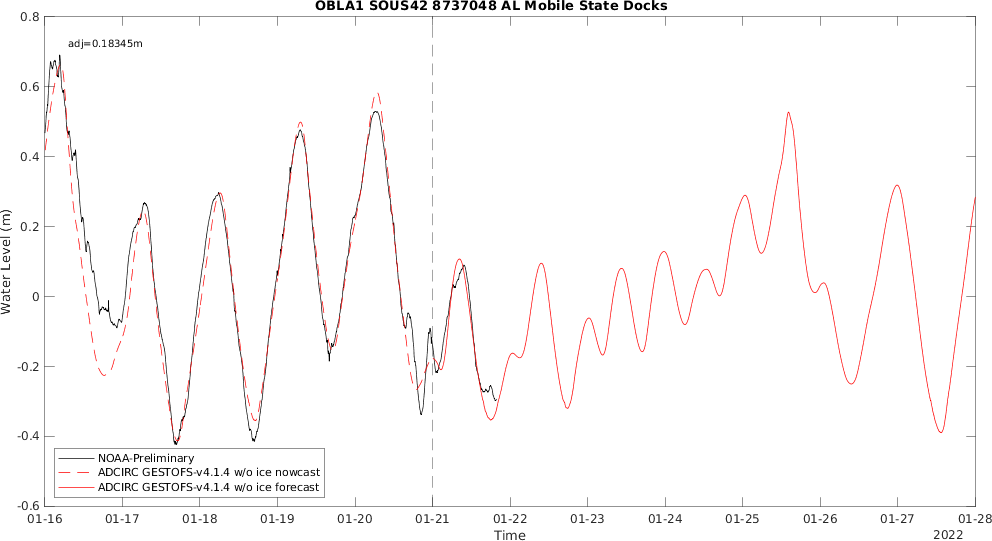 OBLA1 SOUS42 8737048 AL Mobile State Docks
adj=0.18345m
0.8
0.6
0.4
0.2
0
-0.2
-0.4
-0.6
Water Level (m)
NOAA-Preliminary
ADCIRC GESTOFS-v4.1.4 w/o ice nowcast
ADCIRC GESTOFS-v4.1.4 w/o ice forecast
01-16 01-17 01-18 01-19 01-20 01-21 01-22 01-23 01-24 01-25 01-26 01-27 01-28
Time
2022